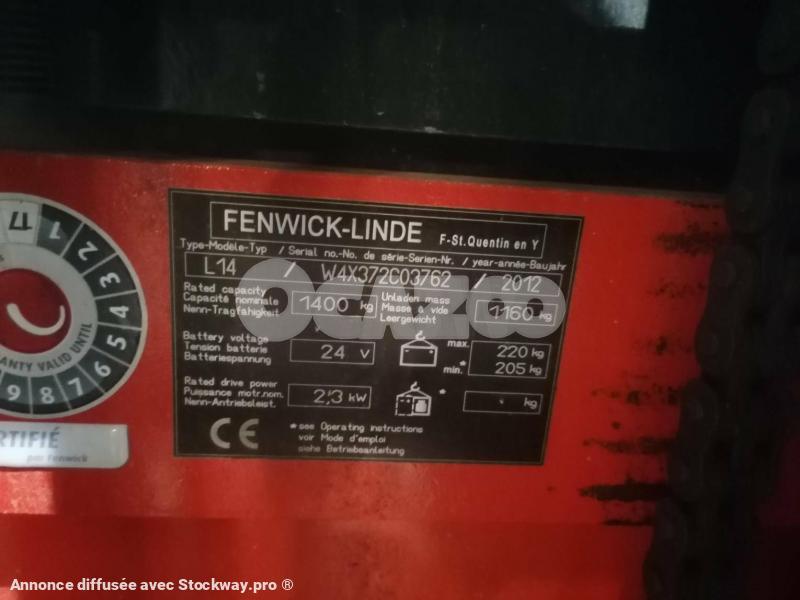 FENWICK-LINDE F-St.Quentin en Y
Type-Modèle-Typ / Serial no.-No. de série-Serien-Nr. / year-année-Baujahr
L14 / W4X372C03762 / 2012
Rated capacity
Capacité nominale
Nenn-Tragfähigkeit
1400 kg
Unladen mass
Masse à vide
Leergewicht
1160 kg
Battery voltage
Tension batterie
Batteriespannung
24 V
max. 220 kg
min.* 205 kg
Rated drive power
Puissance motr.nom.
Nenn-Antriebsleist.
2,3 kW
* - kg
CE
* see Operating instructions
voir Mode d'emploi
siehe Betriebsanleitung
1 2 3 4 5 6 7 8 9
ANTY VALID UNTIL
RTIFIÉ
par Fenwick
OCAZOO
Annonce diffusée avec Stockway.pro ®